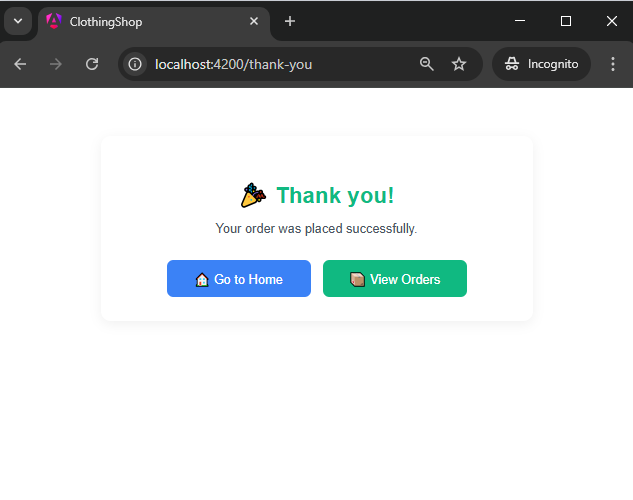 ClothingShop
localhost:4200/thank-you
Incognito
Thank you!
Your order was placed successfully.
Go to Home
View Orders